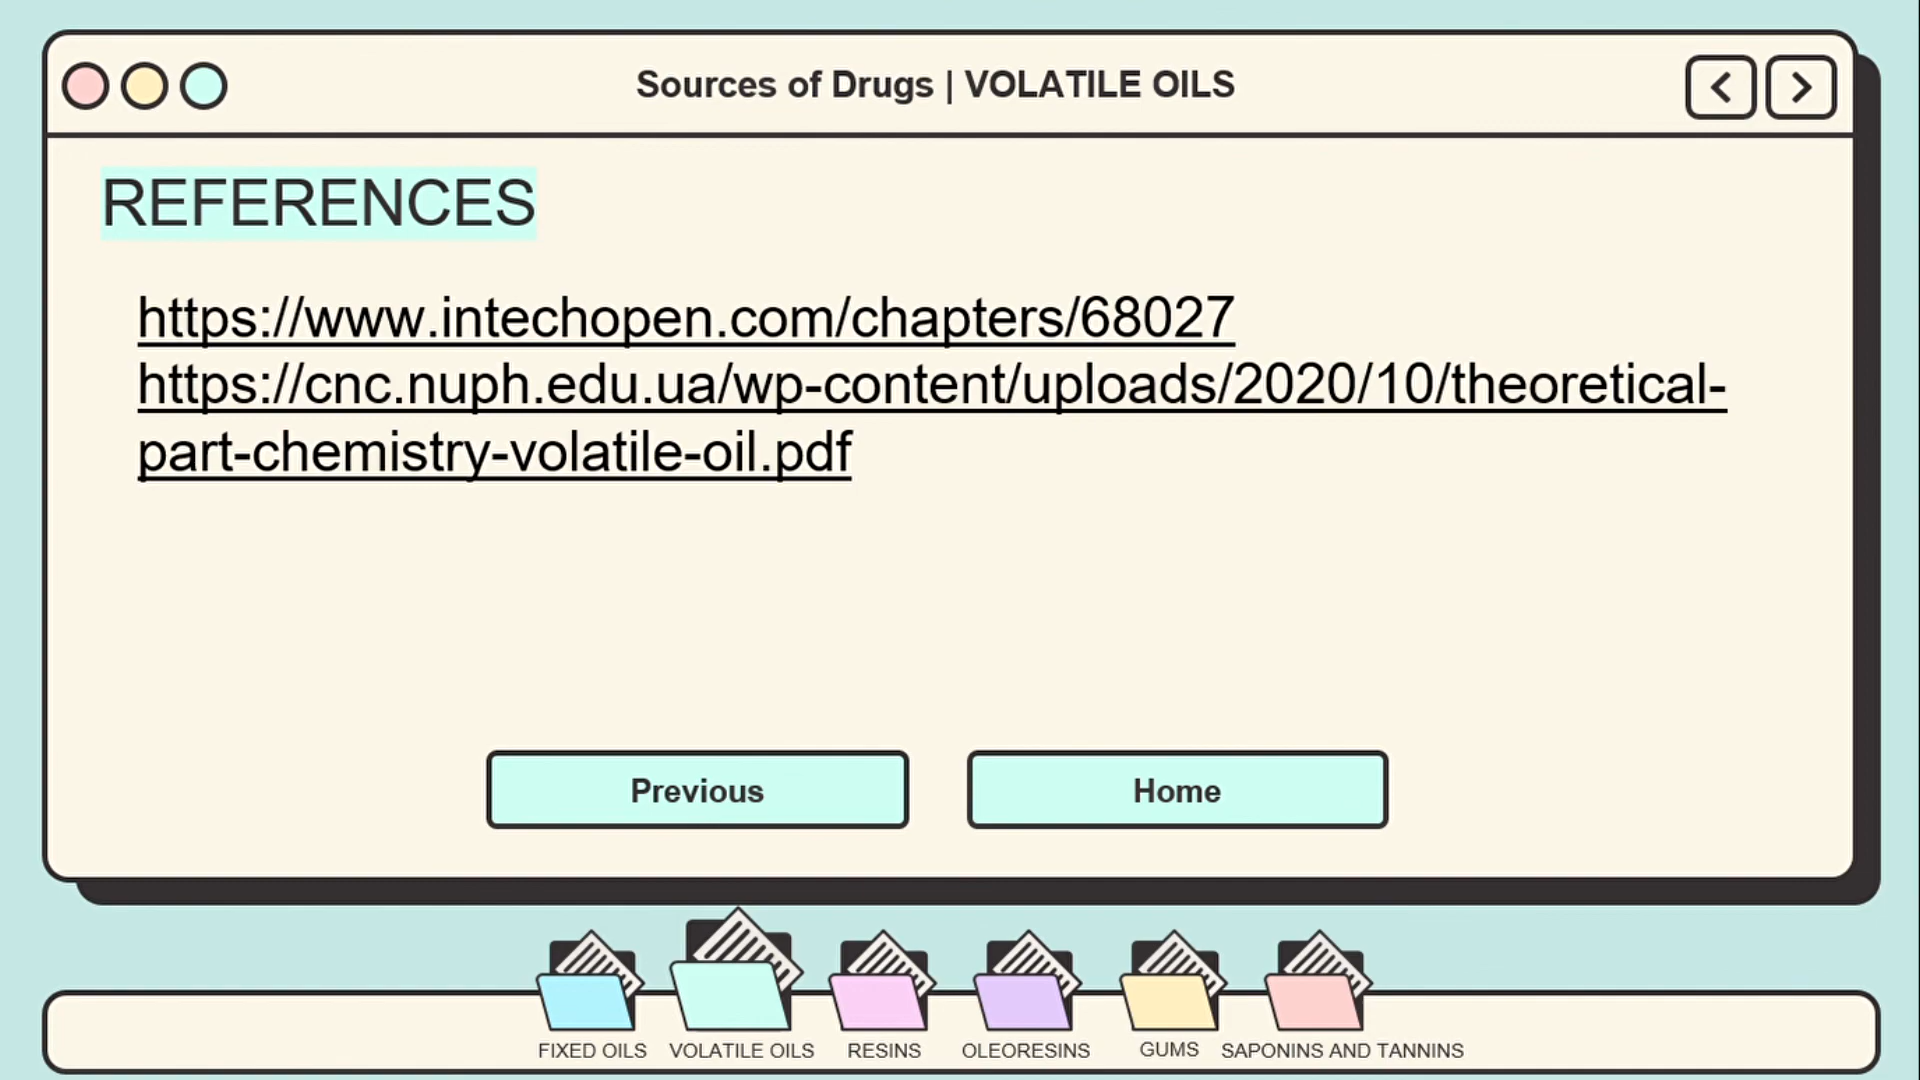 Sources of Drugs | VOLATILE OILS
REFERENCES
https://www.intechopen.com/chapters/68027
https://cnc.nuph.edu.ua/wp-content/uploads/2020/10/theoretical-
part-chemistry-volatile-oil.pdf
Previous
Home
FIXED OILS
VOLATILE OILS
RESINS
OLEORESINS
GUMS
SAPONINS AND TANNINS